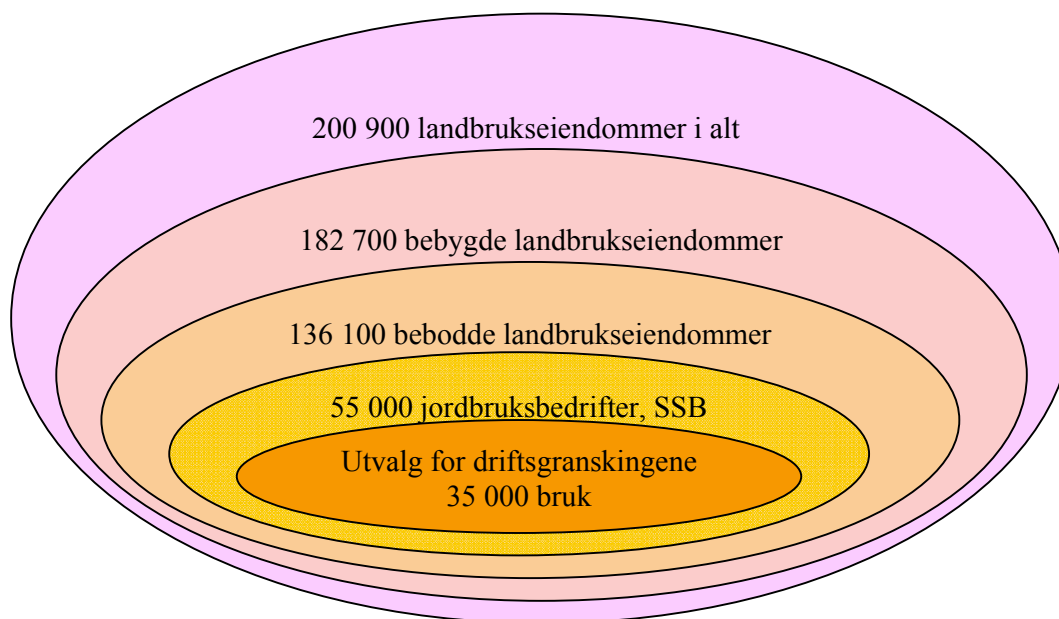 200 900 landbrukseiendommer i alt
182 700 bebygde landbrukseiendommer
136 100 bebodde landbrukseiendommer
55 000 jordbruksbedrifter, SSB
Utvalg for driftsgranskingene
35 000 bruk